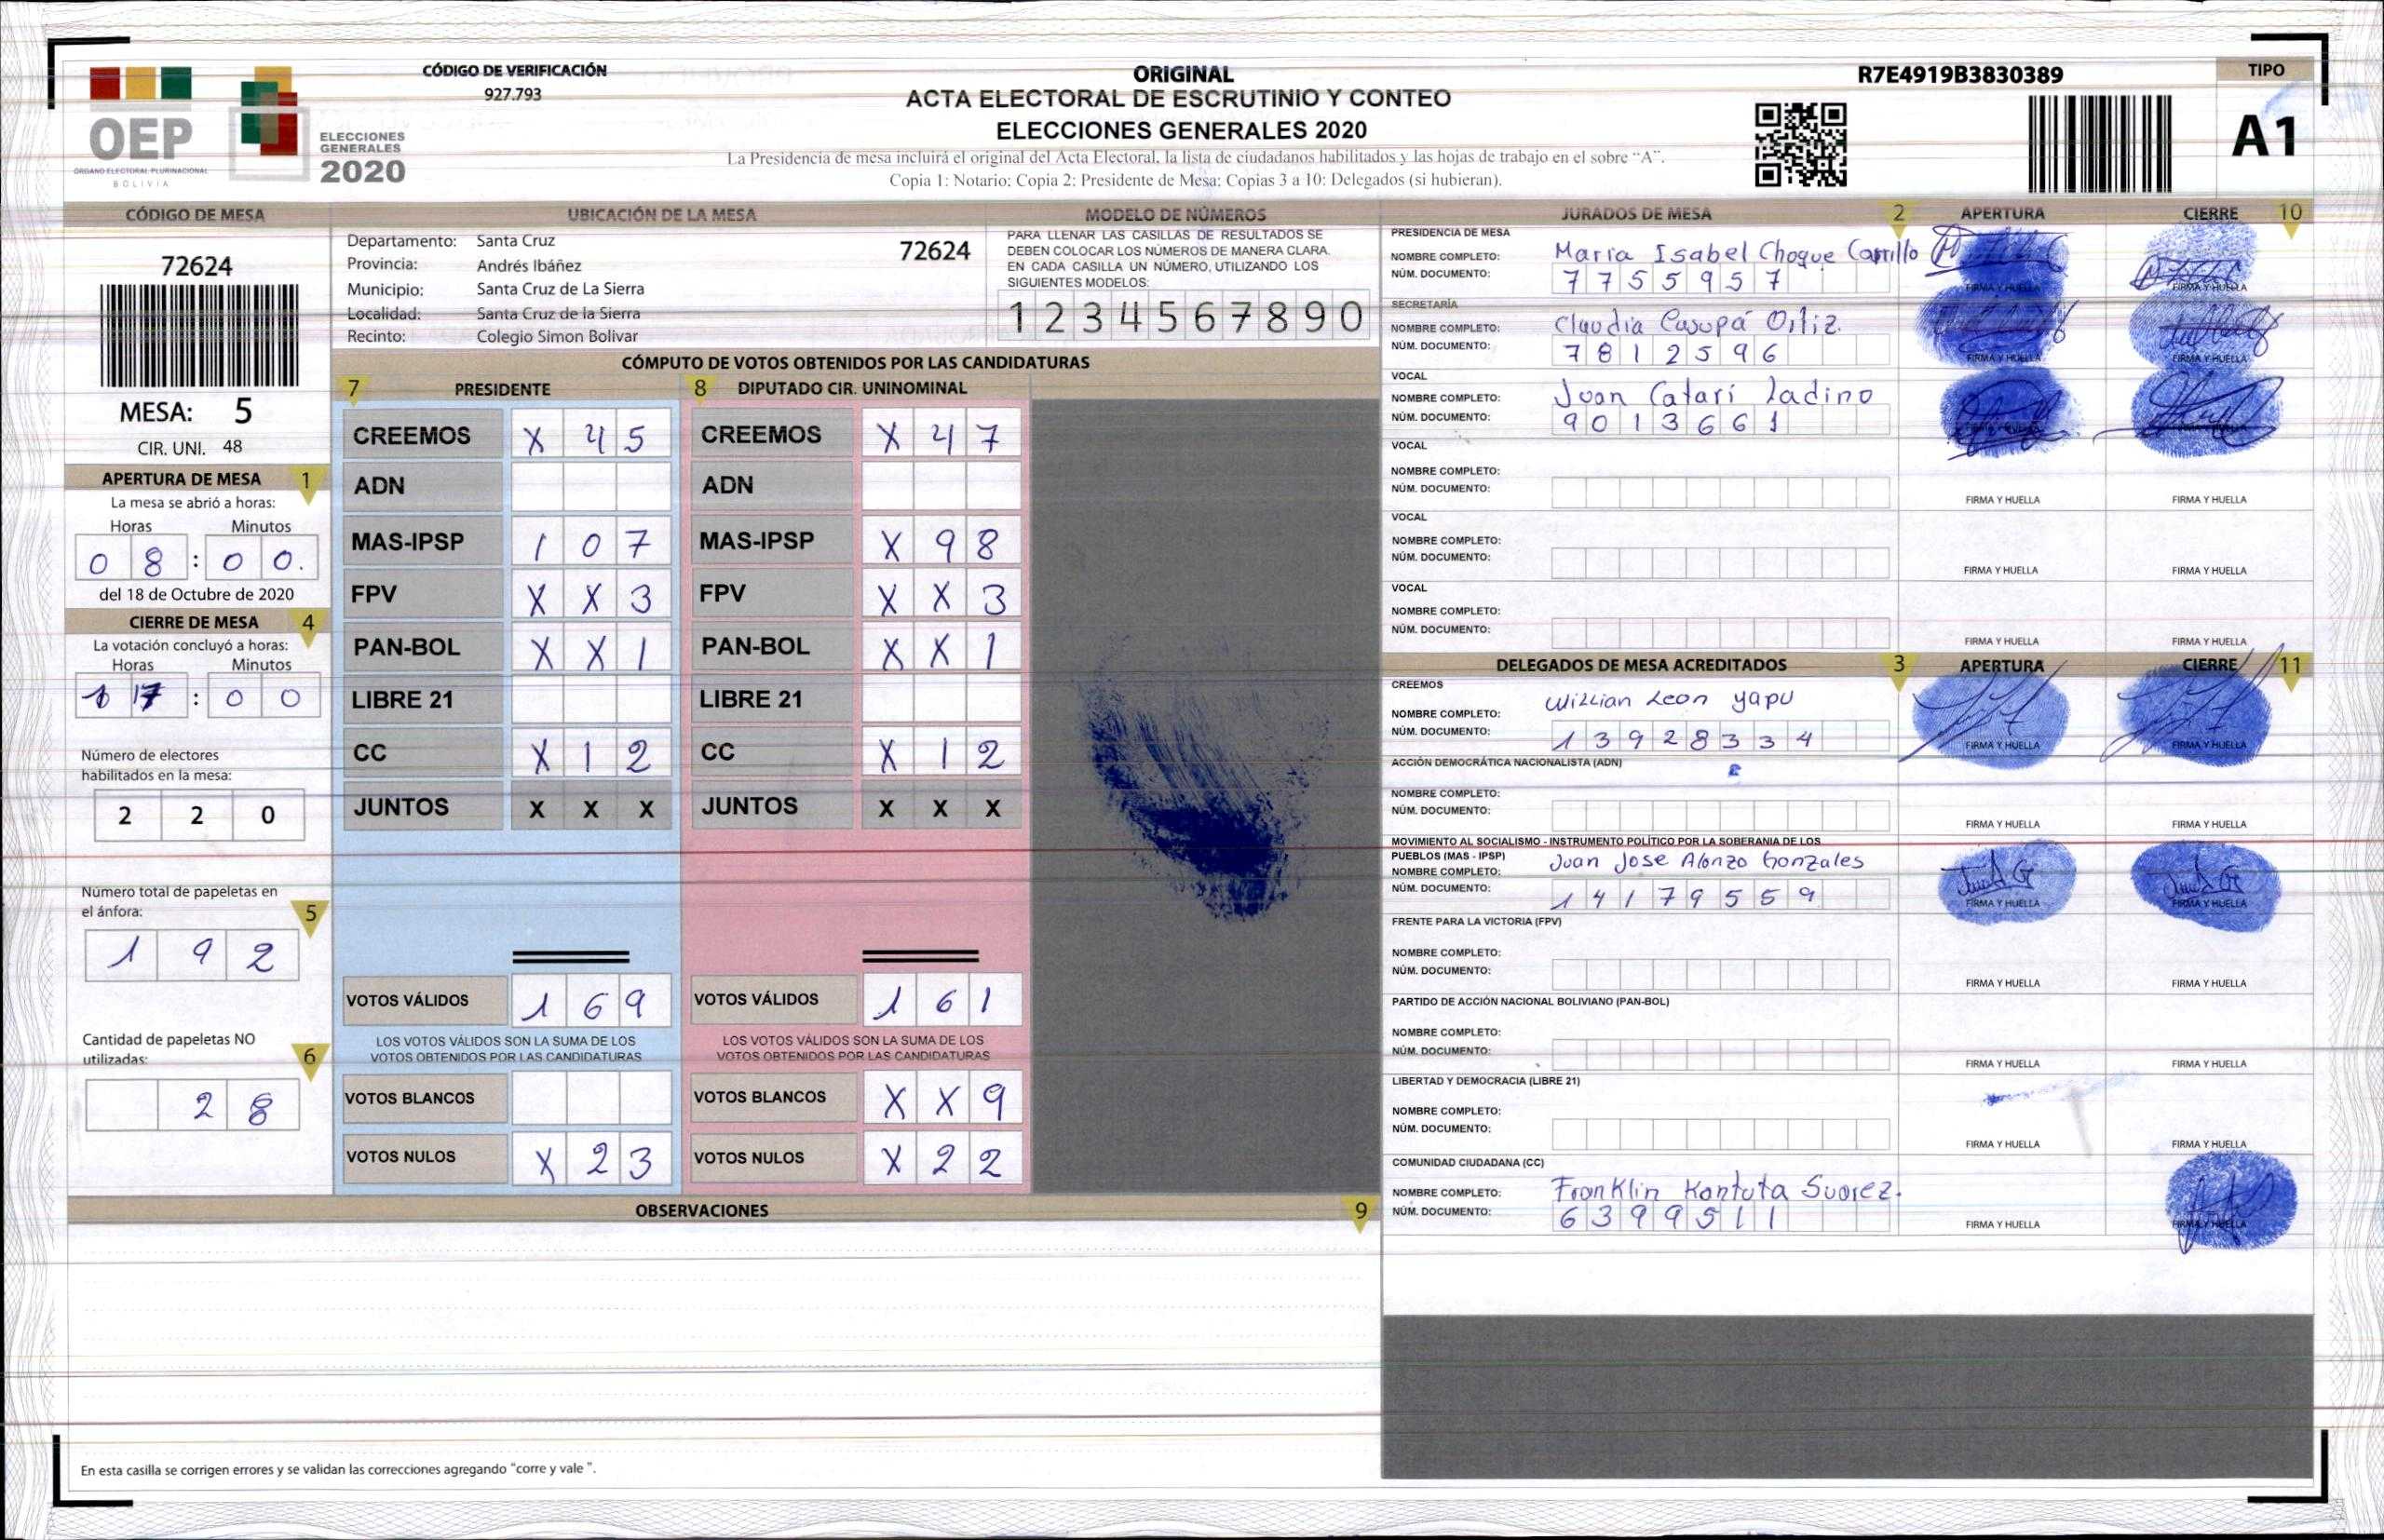 CÓDIGO DE VERIFICACIÓN
927.793
ORIGINAL
ACTA ELECTORAL DE ESCRUTINIO Y CONTEO
ELECCIONES GENERALES 2020
La Presidencia de mesa incluirá el original del Acta Electoral, la lista de ciudadanos habilitados y las hojas de trabajo en el sobre "A".
Copia 1: Notario: Copia 2: Presidente de Mesa: Copias 3 a 10: Delegados (si hubieran).
R7E4919B3830389
TIPO
A1
OEP
ÓRGANO ELECTORAL PLURINACIONAL
BOLIVIA
ELECCIONES
GENERALES
2020
CÓDIGO DE MESA
72624
MESA: 5
CIR. UNI. 48
APERTURA DE MESA 1
La mesa se abrió a horas:
Horas Minutos
0 8 : 0 0.
del 18 de Octubre de 2020
CIERRE DE MESA 4
La votación concluyó a horas:
Horas Minutos
1 7 : 0 0
Número de electores
habilitados en la mesa:
2 2 0
Número total de papeletas en
el ánfora: 5
1 9 2
Cantidad de papeletas NO
utilizadas: 6
2 8
UBICACIÓN DE LA MESA
Departamento: Santa Cruz
72624
Provincia: Andrés Ibáñez
Municipio: Santa Cruz de La Sierra
Localidad: Santa Cruz de la Sierra
Recinto: Colegio Simon Bolivar
MODELO DE NÚMEROS
PARA LLENAR LAS CASILLAS DE RESULTADOS SE
DEBEN COLOCAR LOS NÚMEROS DE MANERA CLARA.
EN CADA CASILLA UN NÚMERO, UTILIZANDO LOS
SIGUIENTES MODELOS:
1 2 3 4 5 6 7 8 9 0
CÓMPUTO DE VOTOS OBTENIDOS POR LAS CANDIDATURAS
7 PRESIDENTE
CREEMOS X 4 5
ADN
MAS-IPSP 1 0 7
FPV X X 3
PAN-BOL X X 1
LIBRE 21
CC X 1 2
JUNTOS X X X
VOTOS VÁLIDOS 1 6 9
LOS VOTOS VÁLIDOS SON LA SUMA DE LOS
VOTOS OBTENIDOS POR LAS CANDIDATURAS
VOTOS BLANCOS
VOTOS NULOS X 2 3
8 DIPUTADO CIR. UNINOMINAL
CREEMOS X 4 7
ADN
MAS-IPSP X 9 8
FPV X X 3
PAN-BOL X X 1
LIBRE 21
CC X 1 2
JUNTOS X X X
VOTOS VÁLIDOS 1 6 1
LOS VOTOS VÁLIDOS SON LA SUMA DE LOS
VOTOS OBTENIDOS POR LAS CANDIDATURAS
VOTOS BLANCOS X X 9
VOTOS NULOS X 2 2
OBSERVACIONES 9
En esta casilla se corrigen errores y se validan las correcciones agregando "corre y vale ".
JURADOS DE MESA 2 APERTURA CIERRE 10
PRESIDENCIA DE MESA
NOMBRE COMPLETO: Maria Isabel Choque Carrillo
NÚM. DOCUMENTO: 7 7 5 5 9 5 7
FIRMA Y HUELLA FIRMA Y HUELLA
SECRETARÍA
NOMBRE COMPLETO: Claudia Casupá Ortiz.
NÚM. DOCUMENTO: 7 8 1 2 5 9 6
FIRMA Y HUELLA FIRMA Y HUELLA
VOCAL
NOMBRE COMPLETO: Juan Catari Ladino
NÚM. DOCUMENTO: 9 0 1 3 6 6 1
VOCAL
NOMBRE COMPLETO:
NÚM. DOCUMENTO:
FIRMA Y HUELLA FIRMA Y HUELLA
VOCAL
NOMBRE COMPLETO:
NÚM. DOCUMENTO:
FIRMA Y HUELLA FIRMA Y HUELLA
VOCAL
NOMBRE COMPLETO:
NÚM. DOCUMENTO:
FIRMA Y HUELLA FIRMA Y HUELLA
DELEGADOS DE MESA ACREDITADOS 3 APERTURA CIERRE 11
CREEMOS
NOMBRE COMPLETO: Willian Leon yapu
NÚM. DOCUMENTO: 1 3 9 2 8 3 3 4
FIRMA Y HUELLA FIRMA Y HUELLA
ACCIÓN DEMOCRÁTICA NACIONALISTA (ADN)
NOMBRE COMPLETO:
NÚM. DOCUMENTO:
FIRMA Y HUELLA FIRMA Y HUELLA
MOVIMIENTO AL SOCIALISMO - INSTRUMENTO POLÍTICO POR LA SOBERANIA DE LOS
PUEBLOS (MAS - IPSP)
NOMBRE COMPLETO: Juan Jose Alonzo Gonzales
NÚM. DOCUMENTO: 1 4 1 7 9 5 5 9
FIRMA Y HUELLA FIRMA Y HUELLA
FRENTE PARA LA VICTORIA (FPV)
NOMBRE COMPLETO:
NÚM. DOCUMENTO:
FIRMA Y HUELLA FIRMA Y HUELLA
PARTIDO DE ACCIÓN NACIONAL BOLIVIANO (PAN-BOL)
NOMBRE COMPLETO:
NÚM. DOCUMENTO:
FIRMA Y HUELLA FIRMA Y HUELLA
LIBERTAD Y DEMOCRACIA (LIBRE 21)
NOMBRE COMPLETO:
NÚM. DOCUMENTO:
FIRMA Y HUELLA FIRMA Y HUELLA
COMUNIDAD CIUDADANA (CC)
NOMBRE COMPLETO: Franklin Kantuta Suarez.
NÚM. DOCUMENTO: 6 3 9 9 5 1 1
FIRMA Y HUELLA FIRMA Y HUELLA